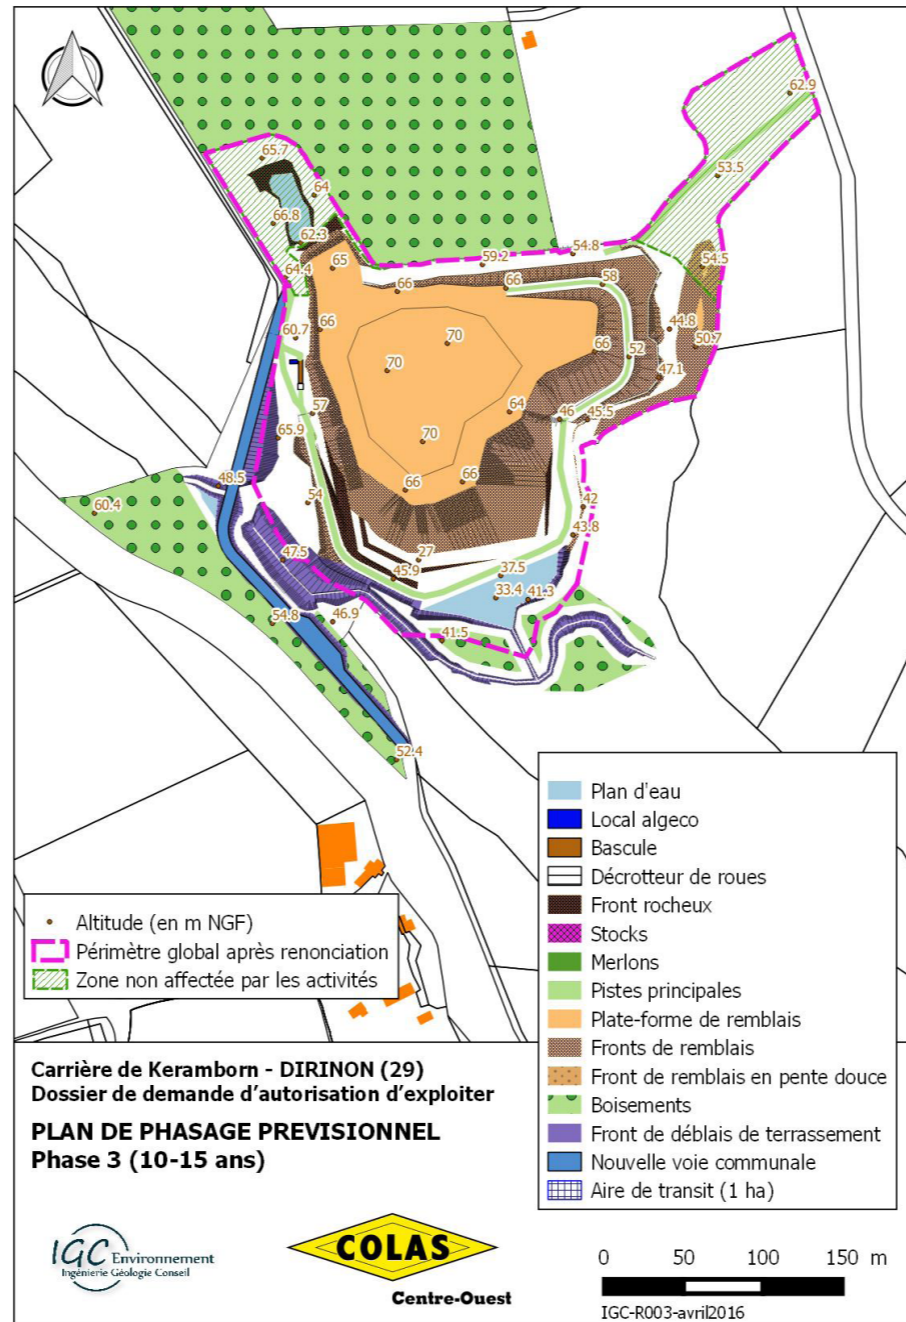 62.9
65.7
53.5
64
66.8
62.3
54.8
59.2
54.5
65
64.4
58
66
66
44.8
66
60.7
50.7
70
66
52
70
47.1
57
64
46
45.5
65.9
70
48.5
66
66
54
42
60.4
43.8
47.5
27
45.9
37.5
33.4
41.3
54.8
46.9
41.5
52.4
Altitude (en m NGF)
Périmètre global après renonciation
Zone non affectée par les activités
Plan d'eau
Local algeco
Bascule
Décrotteur de roues
Front rocheux
Stocks
Merlons
Pistes principales
Plate-forme de remblais
Fronts de remblais
Front de remblais en pente douce
Boisements
Front de déblais de terrassement
Nouvelle voie communale
Aire de transit (1 ha)
Carrière de Keramborn - DIRINON (29)
Dossier de demande d'autorisation d'exploiter
PLAN DE PHASAGE PREVISIONNEL
Phase 3 (10-15 ans)
IGC Environnement
Ingénierie Géologie Conseil
COLAS
Centre-Ouest
0 50 100 150 m
IGC-R003-avril2016